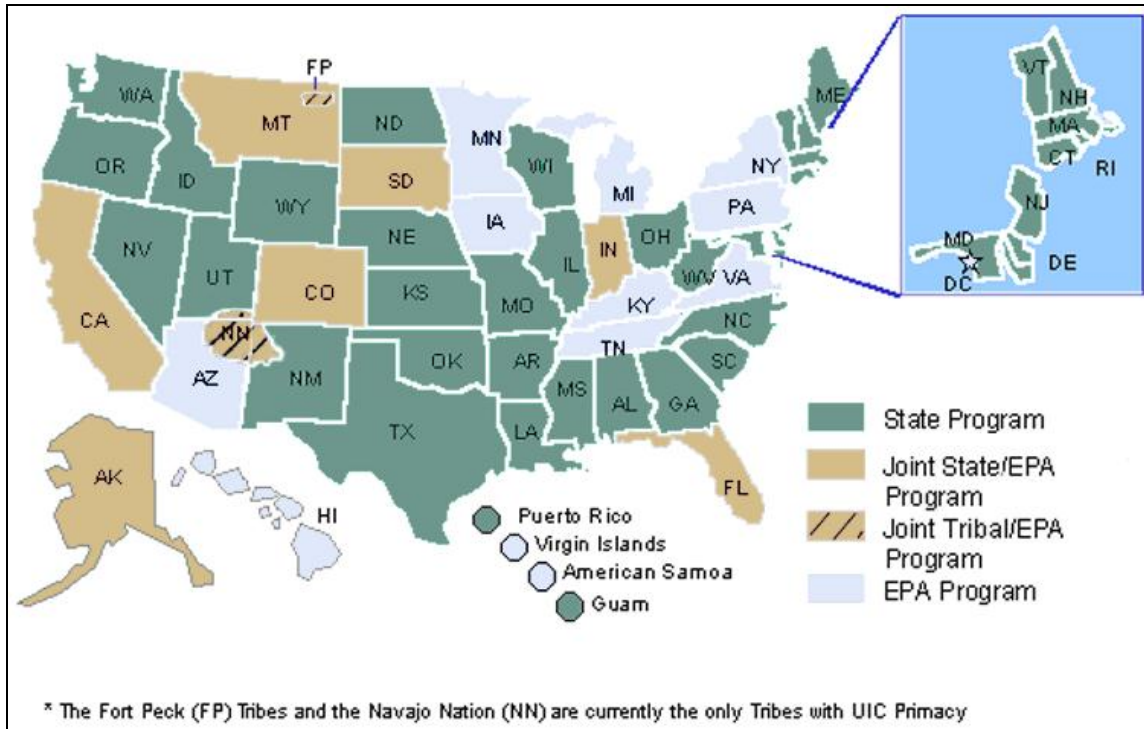 FP
WA
MT
ND
MN
ME
OR
ID
WY
SD
WI
MI
NY
NV
UT
NE
IA
IL
IN
OH
PA
CA
CO
KS
MO
KY
WV
VA
NN
AZ
NM
OK
AR
TN
NC
SC
TX
LA
MS
AL
GA
FL
AK
HI
VT
NH
MA
CT
RI
NJ
MD
DE
DC
Puerto Rico
Virgin Islands
American Samoa
Guam
State Program
Joint State/EPA
Program
Joint Tribal/EPA
Program
EPA Program
* The Fort Peck (FP) Tribes and the Navajo Nation (NN) are currently the only Tribes with UIC Primacy